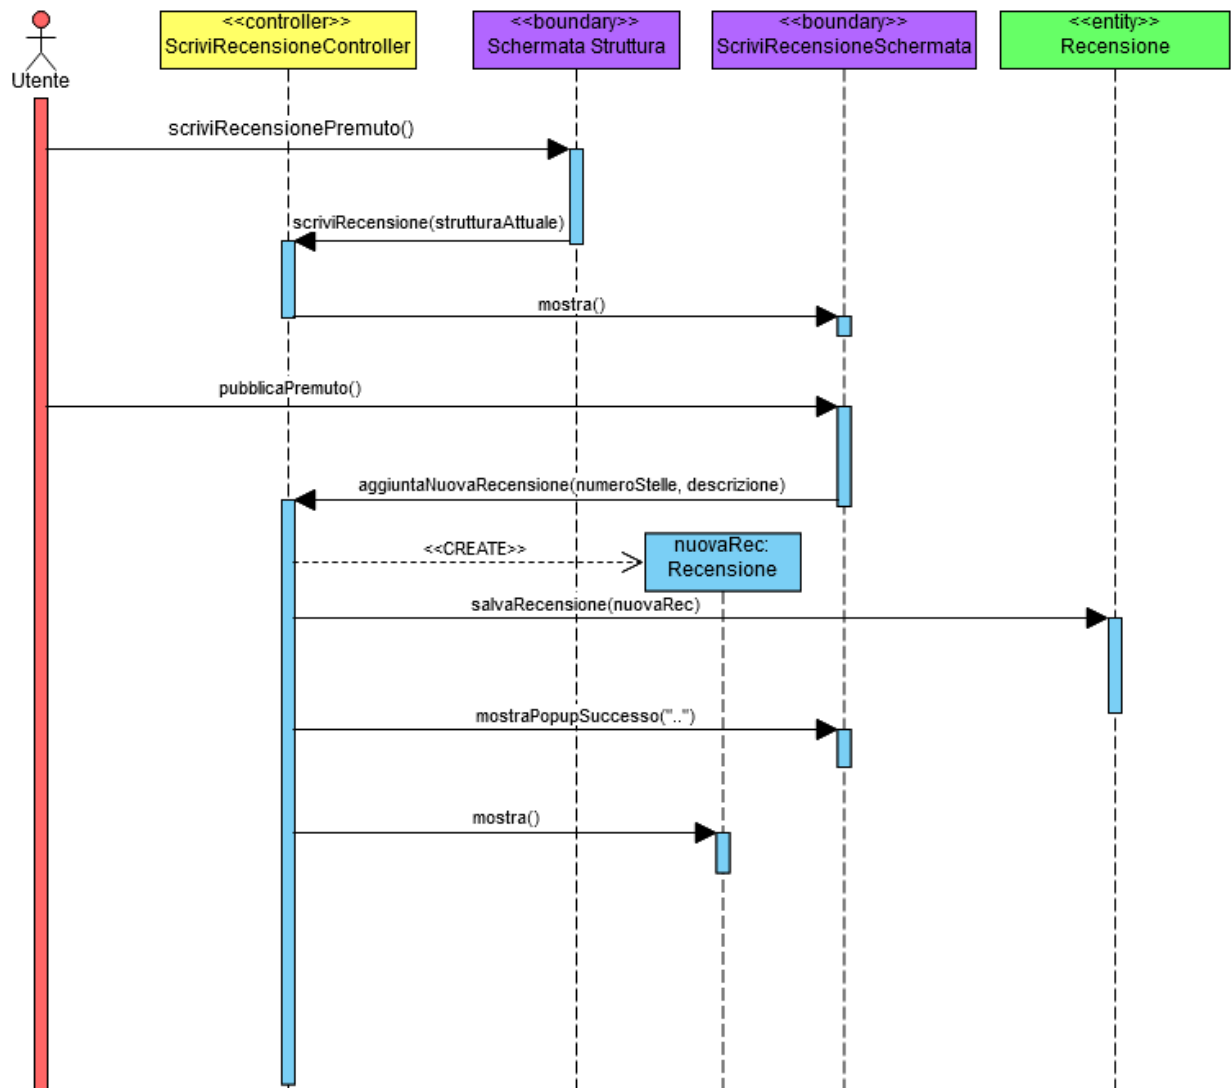 <<controller>>
ScriviRecensioneController
<<boundary>>
Schermata Struttura
<<boundary>>
ScriviRecensioneSchermata
<<entity>>
Recensione
Utente
scriviRecensionePremuto()
scriviRecensione(strutturaAttuale)
mostra()
pubblicaPremuto()
aggiuntaNuovaRecensione(numeroStelle, descrizione)
<<CREATE>>
nuovaRec:
Recensione
salvaRecensione(nuovaRec)
mostraPopupSuccesso("..")
mostra()